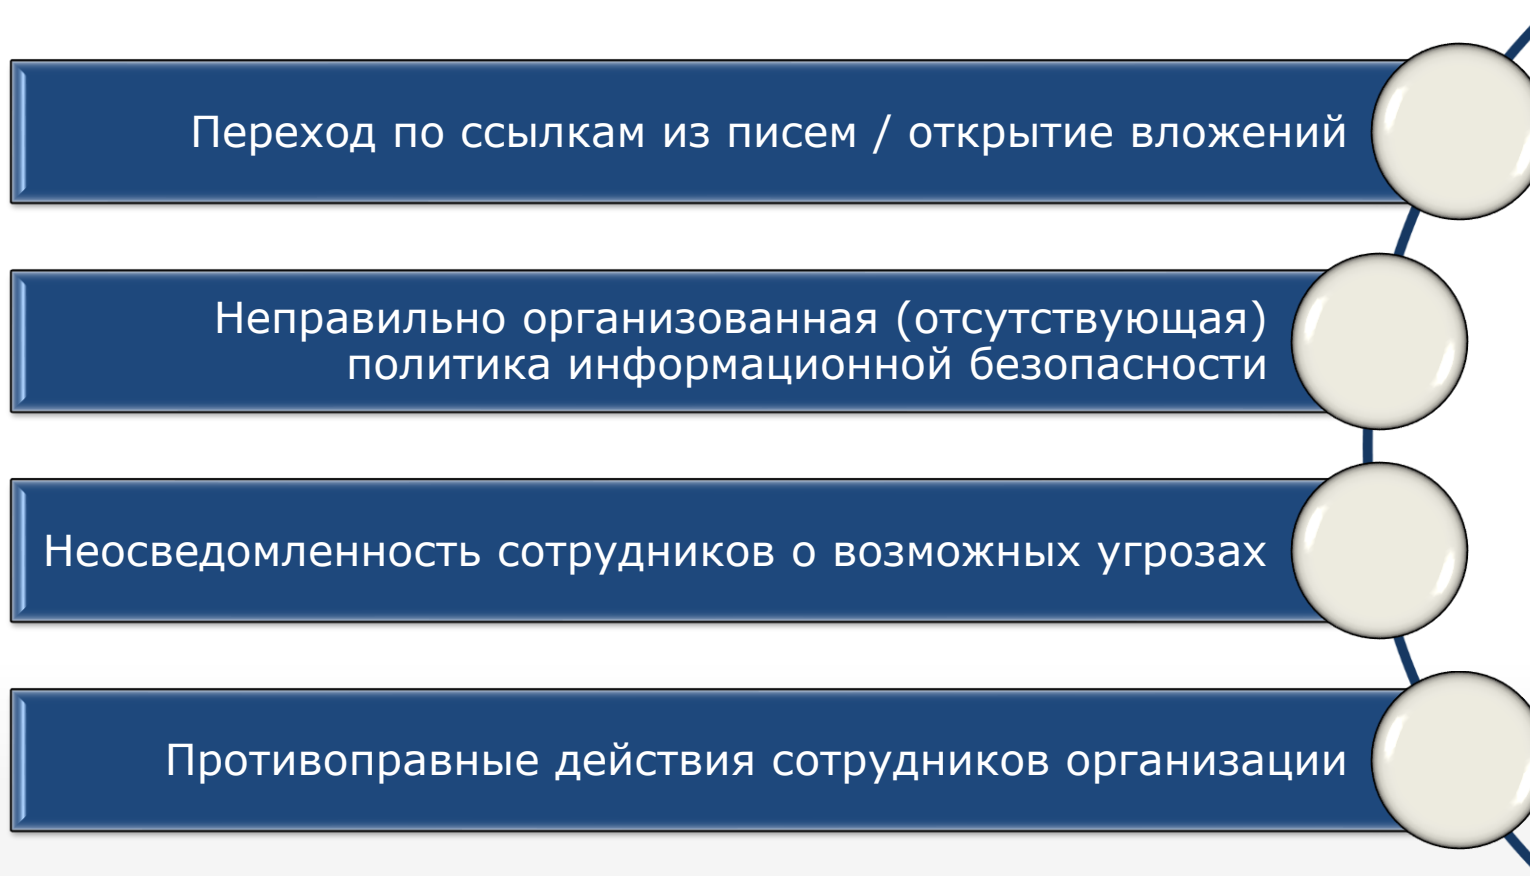 Переход по ссылкам из писем / открытие вложений
Неправильно организованная (отсутствующая)
политика информационной безопасности
Неосведомленность сотрудников о возможных угрозах
Противоправные действия сотрудников организации